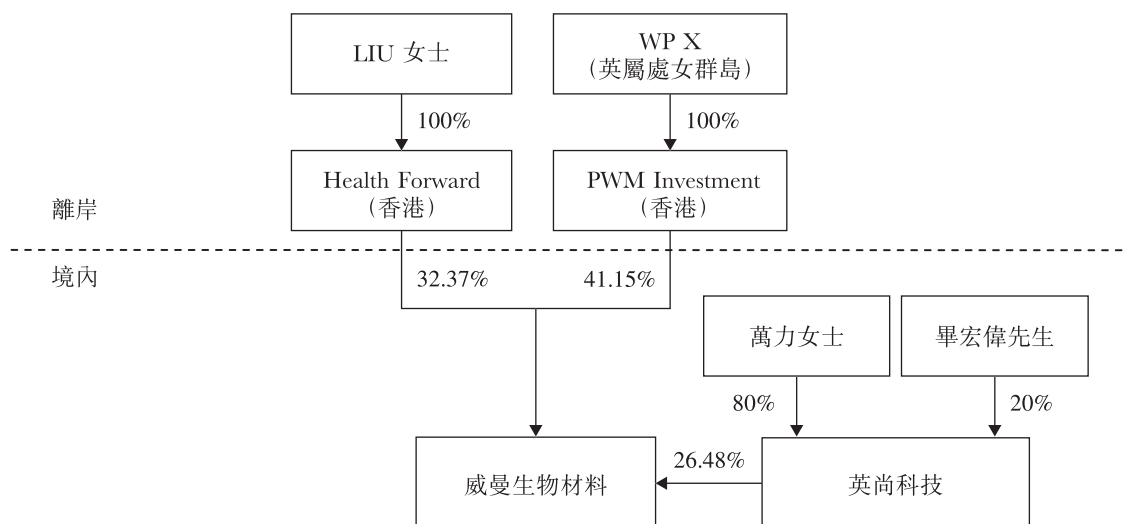 LIU 女士
WP X
(英屬處女群島)
100%
100%
Health Forward
(香港)
PWM Investment
(香港)
離岸
境內
32.37%
41.15%
萬力女士
畢宏偉先生
80%
20%
威曼生物材料
26.48%
英尚科技